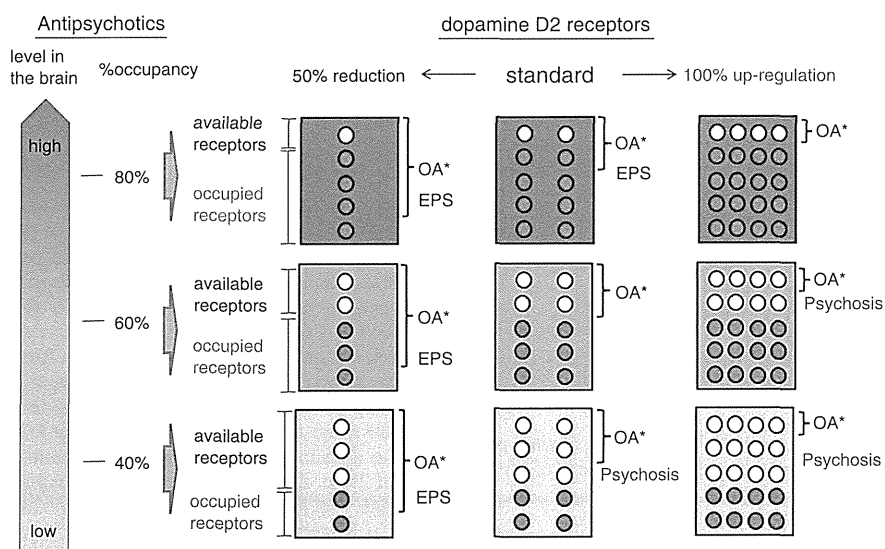 Antipsychotics
dopamine D2 receptors
level in
the brain
%occupancy
50% reduction
standard
100% up-regulation
high
80%
available
receptors
occupied
receptors
OA*
EPS
OA*
EPS
OA*
60%
available
receptors
occupied
receptors
OA*
EPS
OA*
OA*
Psychosis
40%
available
receptors
occupied
receptors
OA*
EPS
OA*
Psychosis
OA*
Psychosis
low